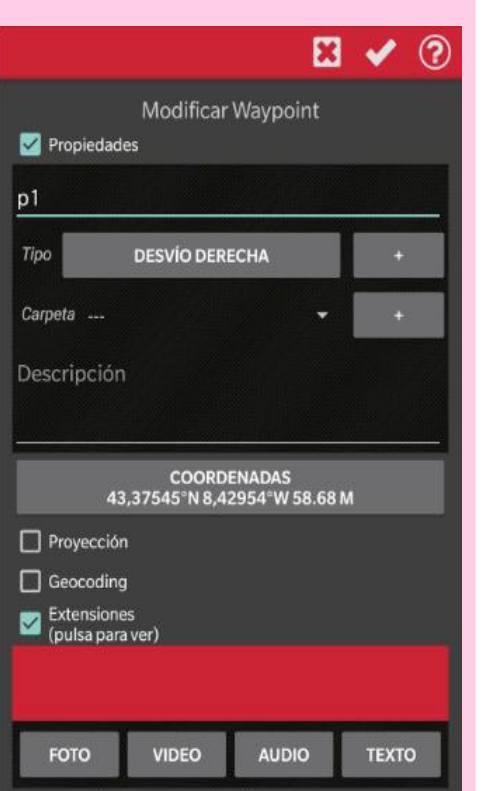 Modificar Waypoint
Propiedades
p1
Tipo DESVÍO DERECHA +
Carpeta --- +
Descripción
COORDENADAS
43,37545°N 8,42954°W 58.68 M
Proyección
Geocoding
Extensiones
(pulsa para ver)
FOTO VIDEO AUDIO TEXTO